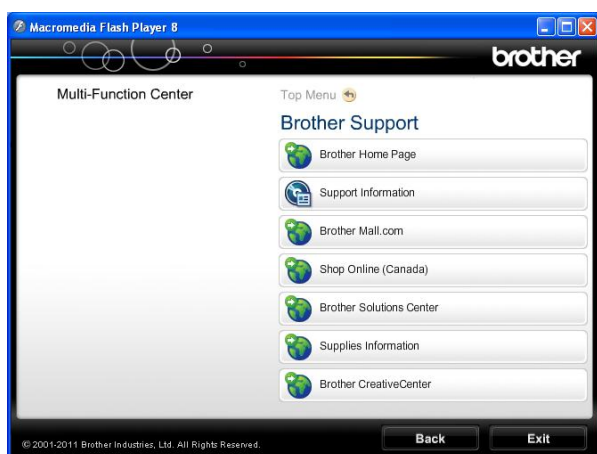 Macromedia Flash Player 8
brother
Multi-Function Center
Top Menu
Brother Support
Brother Home Page
Support Information
Brother Mall.com
Shop Online (Canada)
Brother Solutions Center
Supplies Information
Brother CreativeCenter
© 2001-2011 Brother Industries, Ltd. All Rights Reserved.
Back
Exit